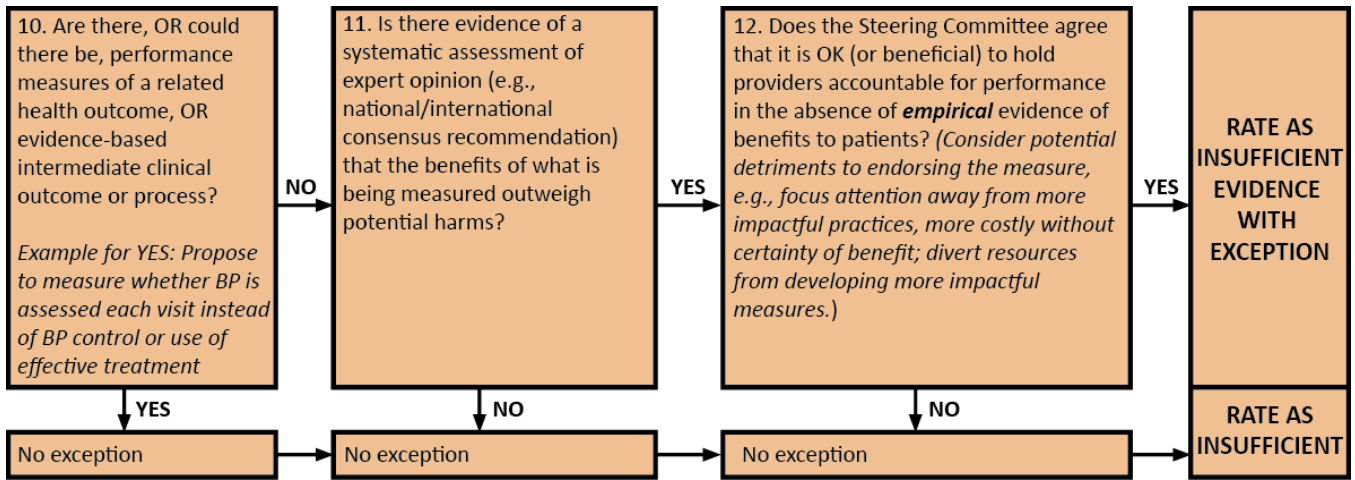 10. Are there, OR could
there be, performance
measures of a related
health outcome, OR
evidence-based
intermediate clinical
outcome or process?
Example for YES: Propose
to measure whether BP is
assessed each visit instead
of BP control or use of
effective treatment
NO
11. Is there evidence of a
systematic assessment of
expert opinion (e.g.,
national/international
consensus recommendation)
that the benefits of what is
being measured outweigh
potential harms?
YES
12. Does the Steering Committee agree
that it is OK (or beneficial) to hold
providers accountable for performance
in the absence of empirical evidence of
benefits to patients? (Consider potential
detriments to endorsing the measure,
e.g., focus attention away from more
impactful practices, more costly without
certainty of benefit; divert resources
from developing more impactful
measures.)
YES
RATE AS
INSUFFICIENT
EVIDENCE
WITH
EXCEPTION
YES
NO
NO
No exception
No exception
No exception
RATE AS
INSUFFICIENT